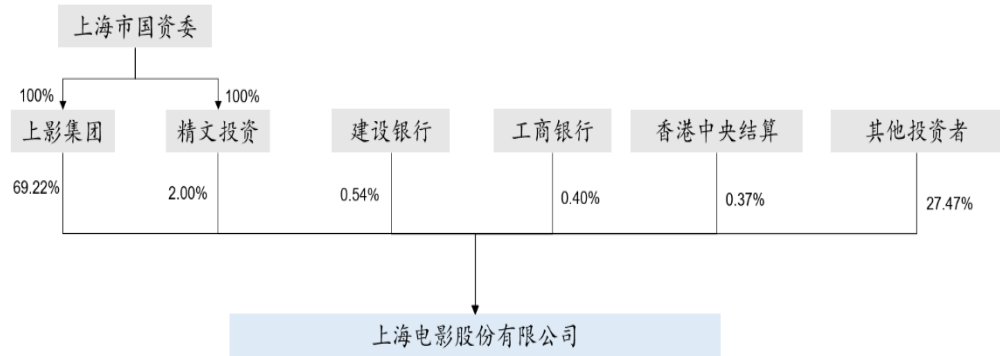 上海市国资委
100%
100%
上影集团
精文投资
建设银行
工商银行
香港中央结算
其他投资者
69.22%
2.00%
0.54%
0.40%
0.37%
27.47%
上海电影股份有限公司